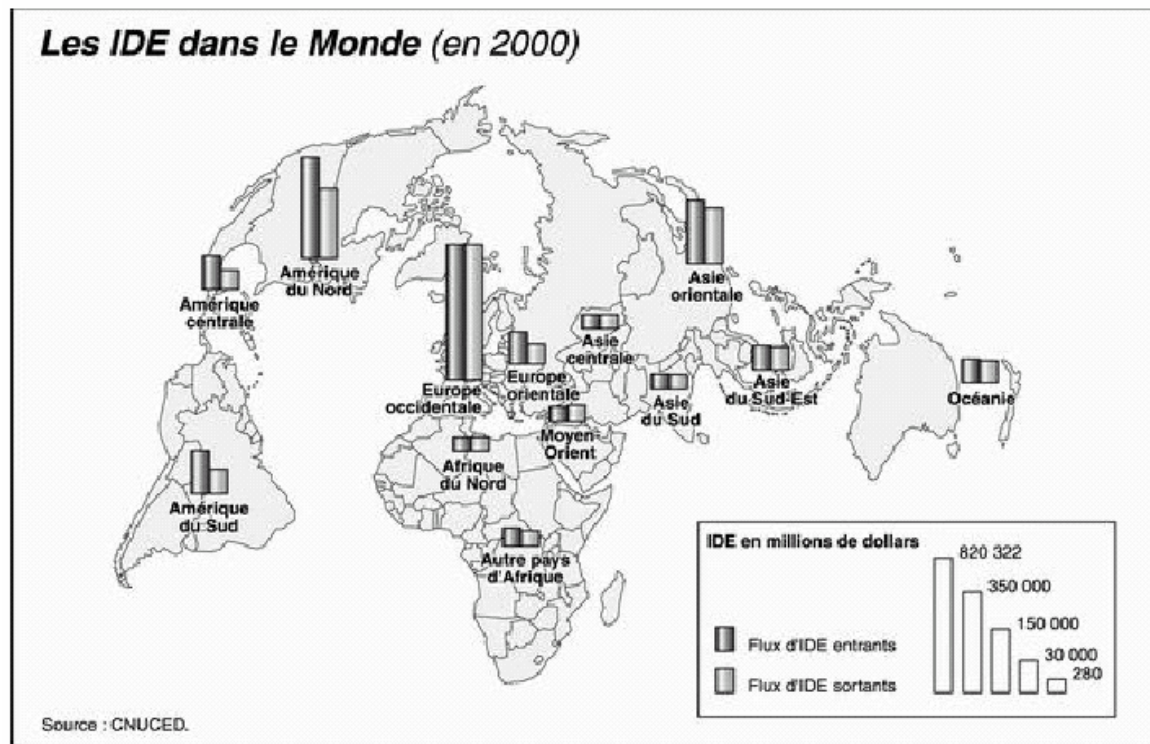 Les IDE dans le Monde (en 2000)
Amérique
du Nord
Asie
orientale
Amérique
centrale
Asie
centrale
Europe
orientale
Europe
occidentale
Asie
du Sud
Asie
du Sud-Est
Océanie
Moyen-
Orient
Afrique
du Nord
Amérique
du Sud
Autre pays
d'Afrique
IDE en millions de dollars
820 322
350 000
150 000
30 000
280
Flux d'IDE entrants
Flux d'IDE sortants
Source : CNUCED.